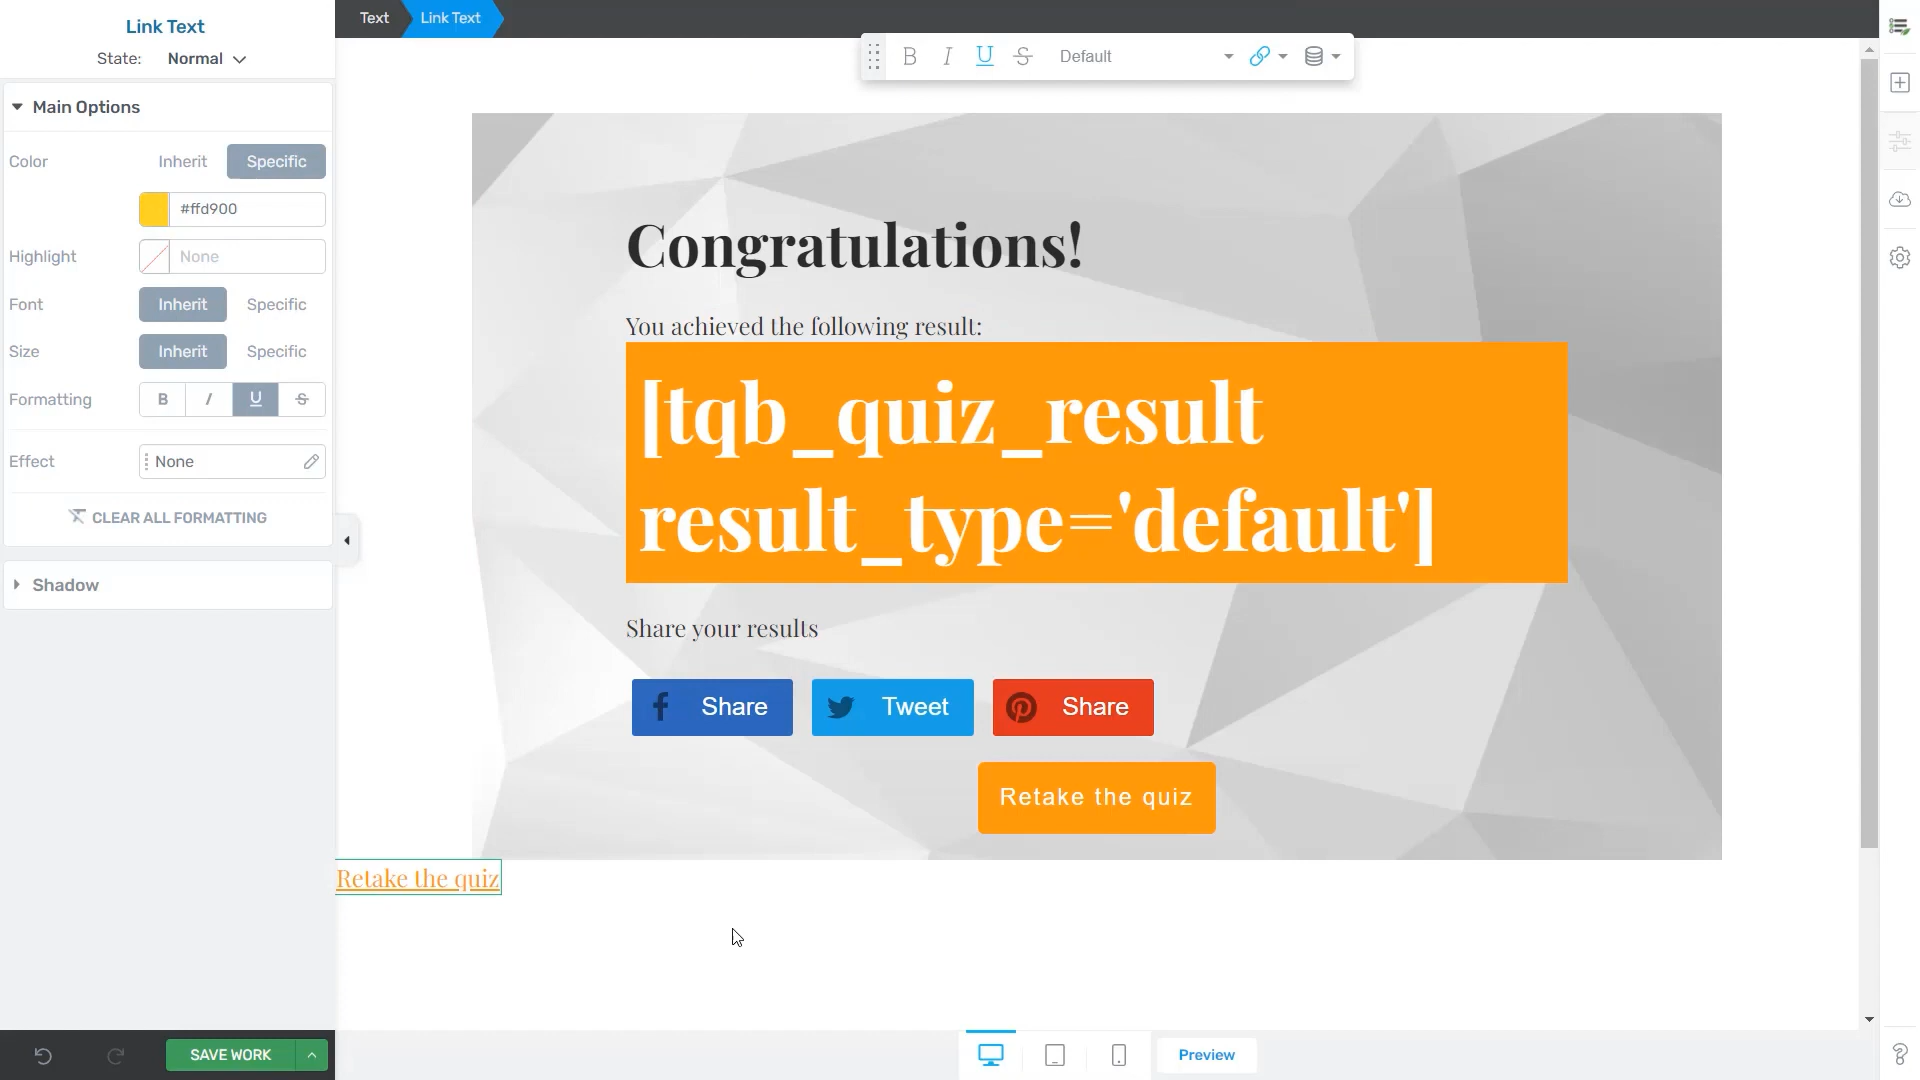 Link Text
State: Normal
Main Options
Color Inherit Specific
#ffd900
Highlight None
Font Inherit Specific
Size Inherit Specific
Formatting B I U S
Effect None
CLEAR ALL FORMATTING
Shadow
SAVE WORK
Text Link Text
B I U S Default
Congratulations!
You achieved the following result:
[tqb_quiz_result
result_type='default']
Share your results
Share Tweet Share
Retake the quiz
Retake the quiz
Preview